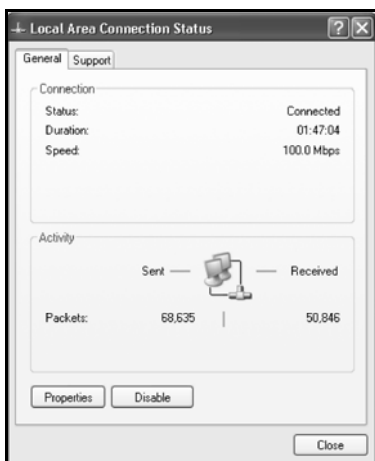 Local Area Connection Status
General Support
Connection
Status: Connected
Duration: 01:47:04
Speed: 100.0 Mbps
Activity
Sent — — Received
Packets: 68,635 | 50,846
Properties Disable
Close